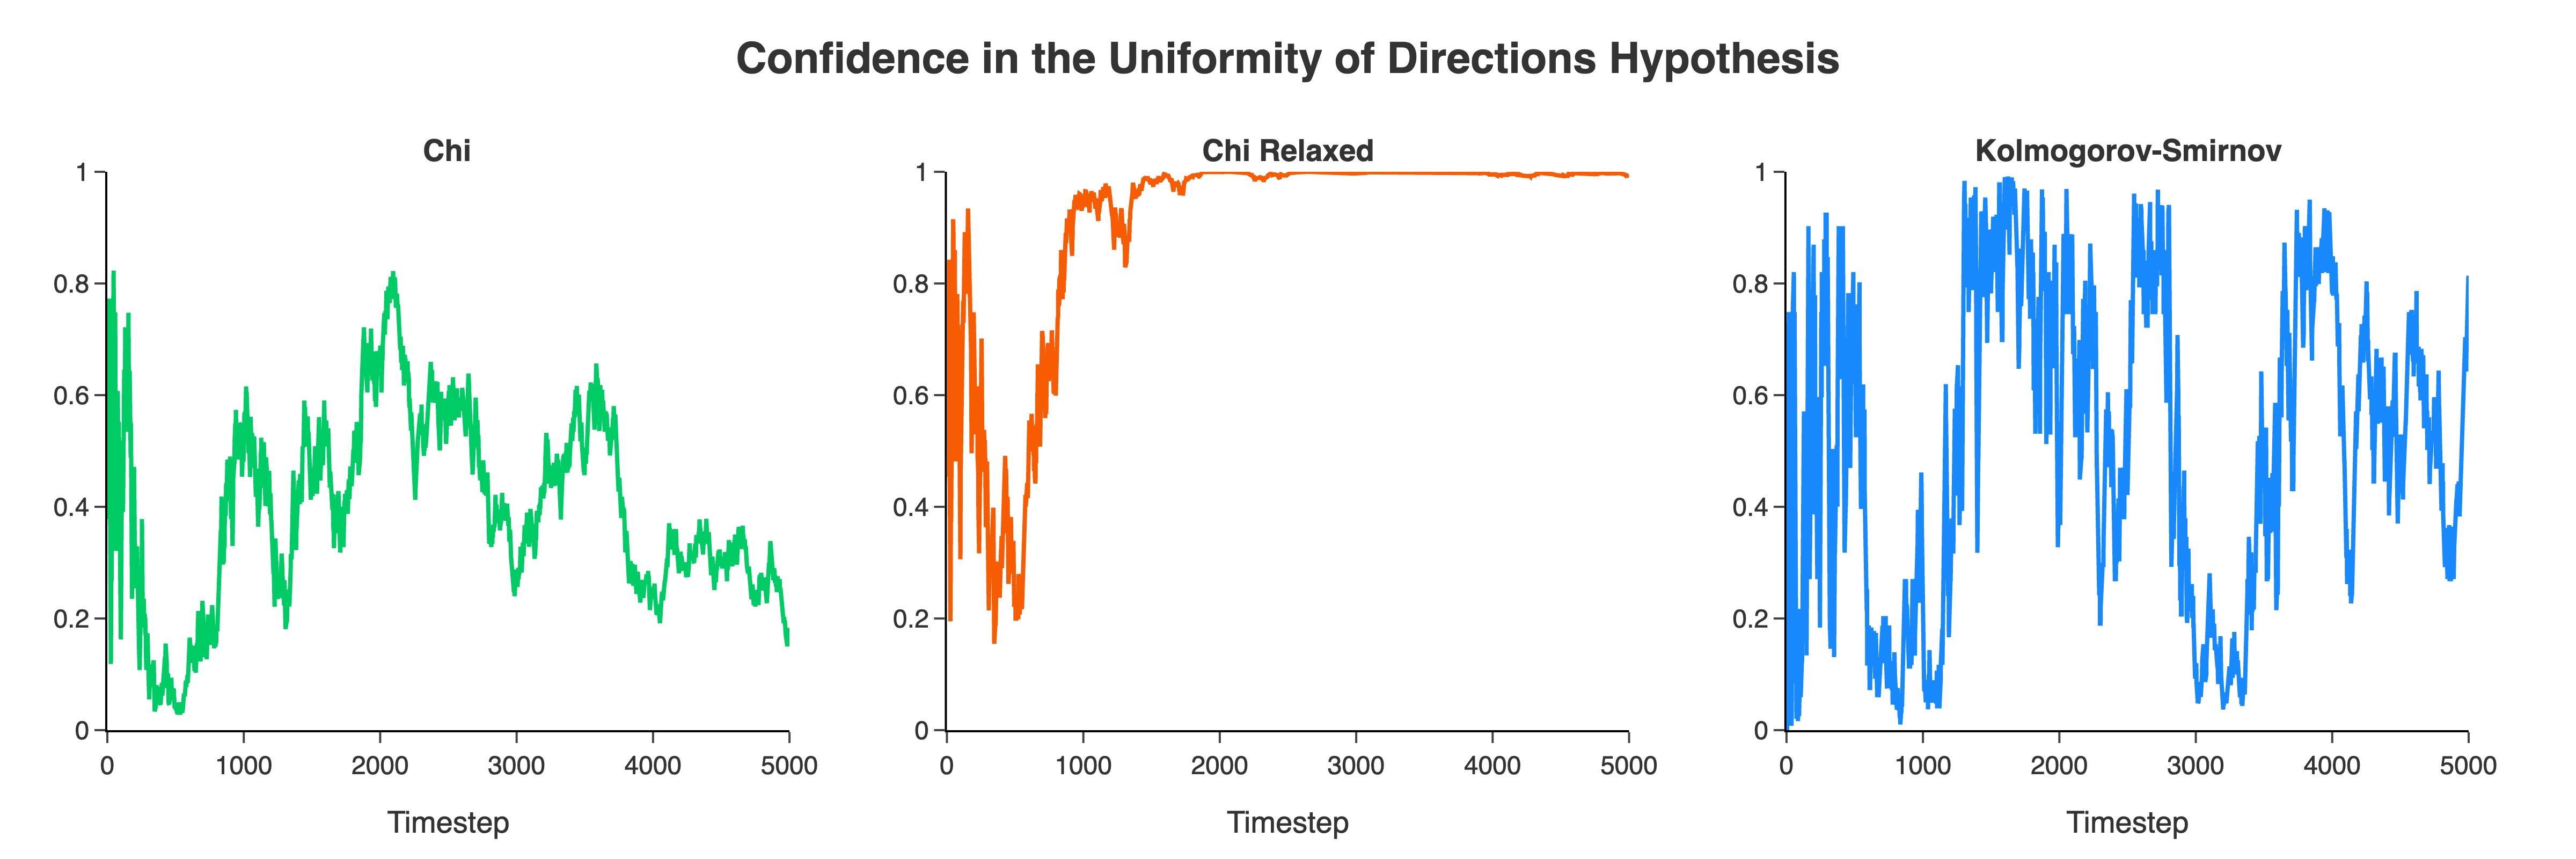 Confidence in the Uniformity of Directions Hypothesis
Chi
1
0.8
0.6
0.4
0.2
0
0 1000 2000 3000 4000 5000
Timestep
Chi Relaxed
1
0.8
0.6
0.4
0.2
0
0 1000 2000 3000 4000 5000
Timestep
Kolmogorov-Smirnov
1
0.8
0.6
0.4
0.2
0
0 1000 2000 3000 4000 5000
Timestep